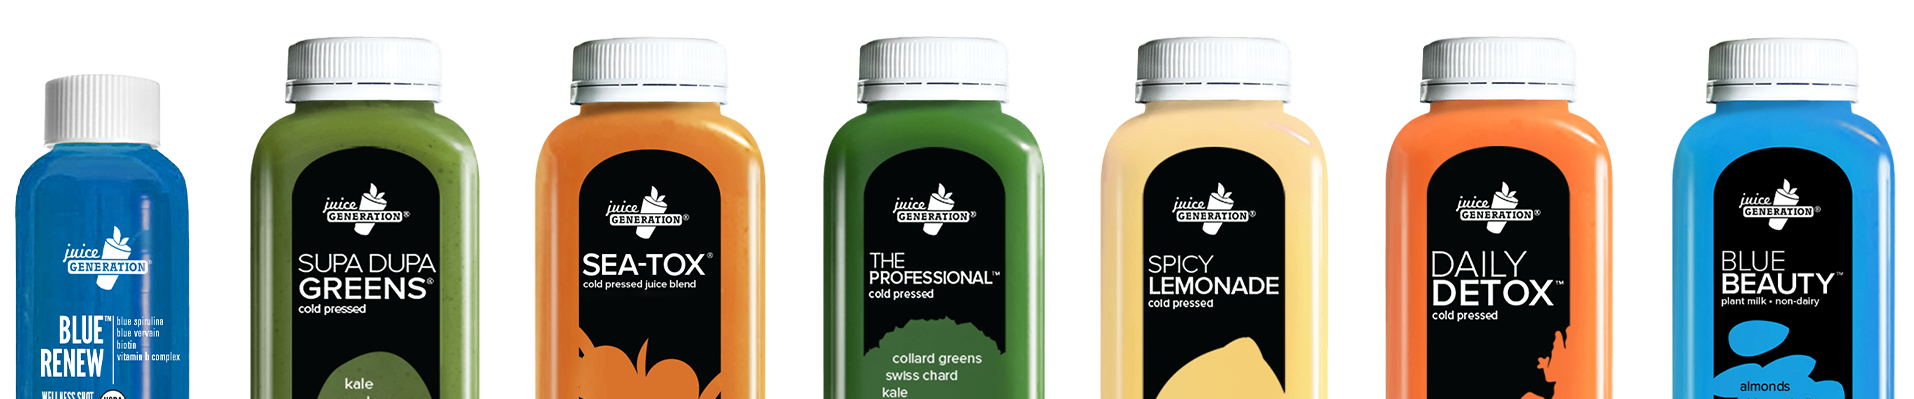 juice
GENERATION
BLUE™
RENEW
blue spirulina
blue vervain
biotin
vitamin b complex
WELLNESS SHOT
USDA
juice
GENERATION®
SUPA DUPA
GREENS®
cold pressed
kale
juice
GENERATION®
SEA-TOX®
cold pressed juice blend
juice
GENERATION®
THE
PROFESSIONAL™
cold pressed
collard greens
swiss chard
kale
juice
GENERATION®
SPICY
LEMONADE
cold pressed
juice
GENERATION®
DAILY
DETOX™
cold pressed
juice
GENERATION®
BLUE
BEAUTY™
plant milk • non-dairy
almonds